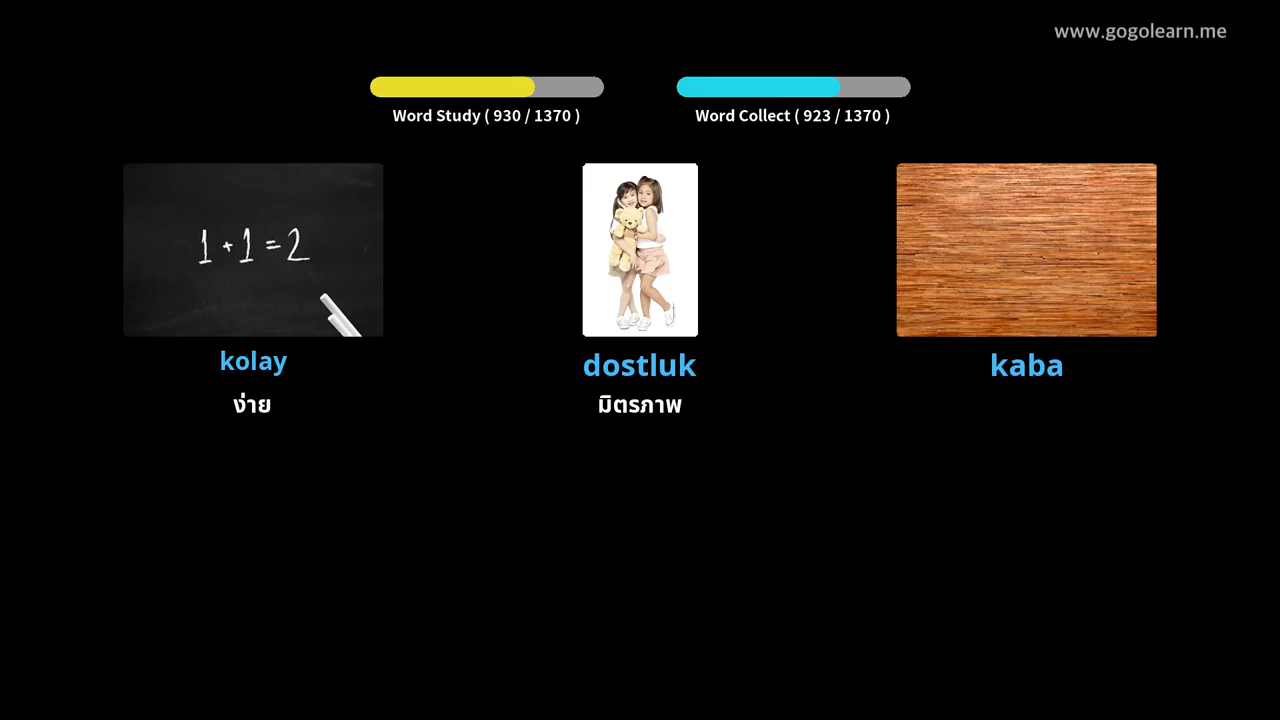 www.gogolearn.me
Word Study ( 930 / 1370 )
Word Collect ( 923 / 1370 )
1 + 1 = 2
kolay
dostluk
kaba
ง่าย
มิตรภาพ